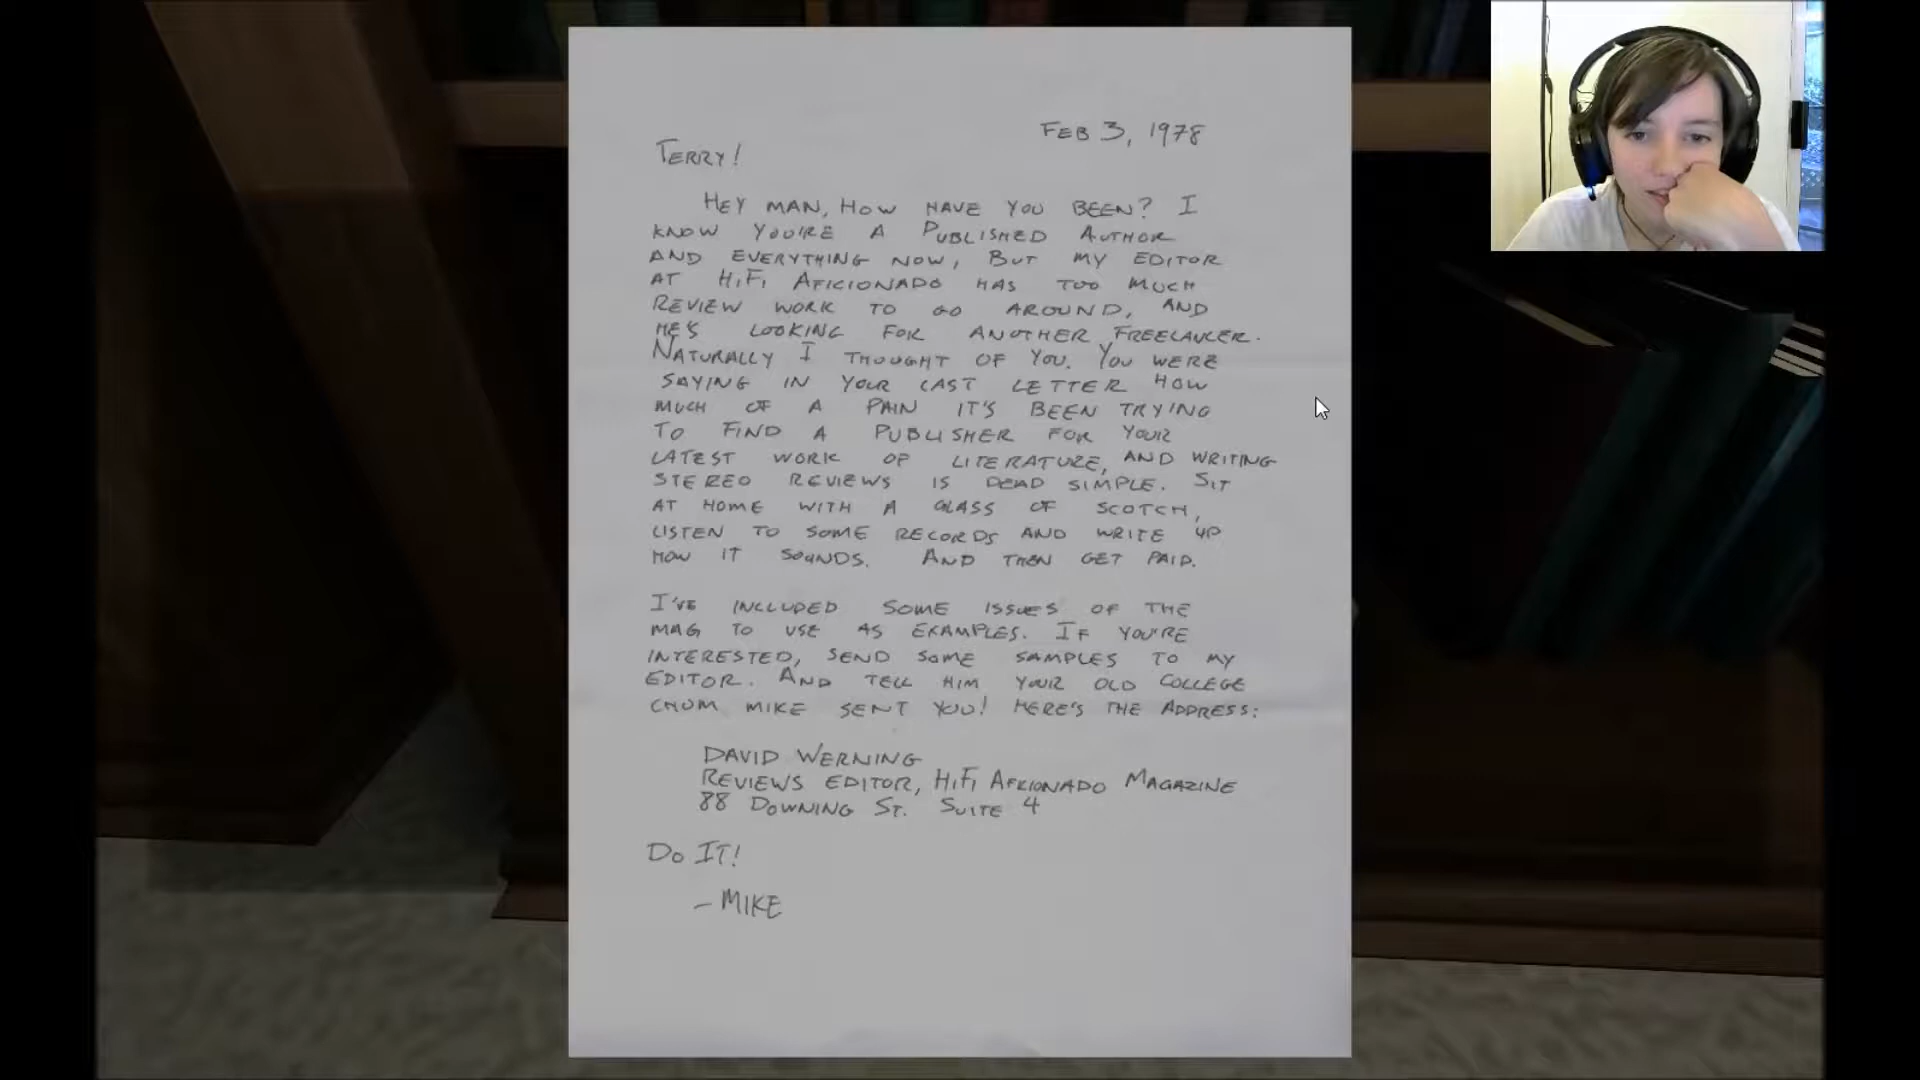 FEB 3, 1978
TERRY!
HEY MAN, HOW HAVE YOU BEEN? I
KNOW YOU'RE A PUBLISHED AUTHOR
AND EVERYTHING NOW, BUT MY EDITOR
AT HIFI AFICIONADO HAS TOO MUCH
REVIEW WORK TO GO AROUND, AND
HE'S LOOKING FOR ANOTHER FREELANCER.
NATURALLY I THOUGHT OF YOU. YOU WERE
SAYING IN YOUR LAST LETTER HOW
MUCH OF A PAIN IT'S BEEN TRYING
TO FIND A PUBLISHER FOR YOUR
LATEST WORK OF LITERATURE, AND WRITING
STEREO REVIEWS IS DEAD SIMPLE. SIT
AT HOME WITH A GLASS OF SCOTCH,
LISTEN TO SOME RECORDS AND WRITE UP
HOW IT SOUNDS. AND THEN GET PAID.
I'VE INCLUDED SOME ISSUES OF THE
MAG TO USE AS EXAMPLES. IF YOU'RE
INTERESTED, SEND SOME SAMPLES TO MY
EDITOR. AND TELL HIM YOUR OLD COLLEGE
CHUM MIKE SENT YOU! HERE'S THE ADDRESS:
DAVID WERNING
REVIEWS EDITOR, HIFI AFICIONADO MAGAZINE
88 DOWNING ST. SUITE 4
DO IT!
– MIKE